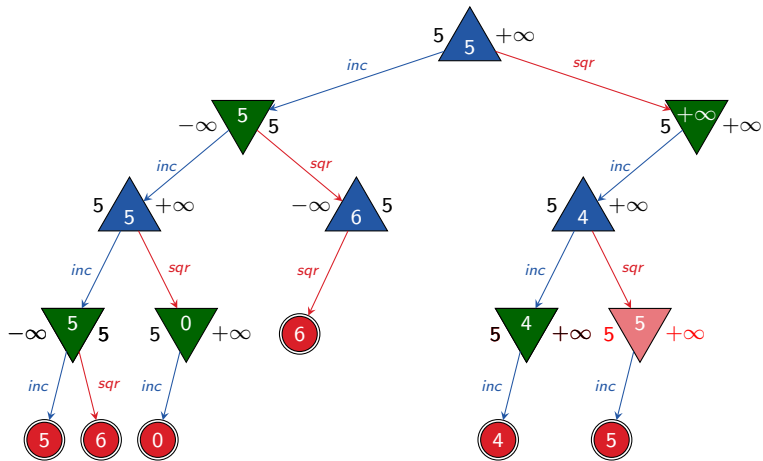 5 5 +∞
inc sqr
−∞ 5 5
5 +∞ +∞
inc sqr inc
5 5 +∞
−∞ 6 5
5 4 +∞
inc sqr sqr inc sqr
−∞ 5 5
5 0 +∞
6
5 4 +∞
5 5 +∞
inc sqr inc inc inc
5 6 0 4 5